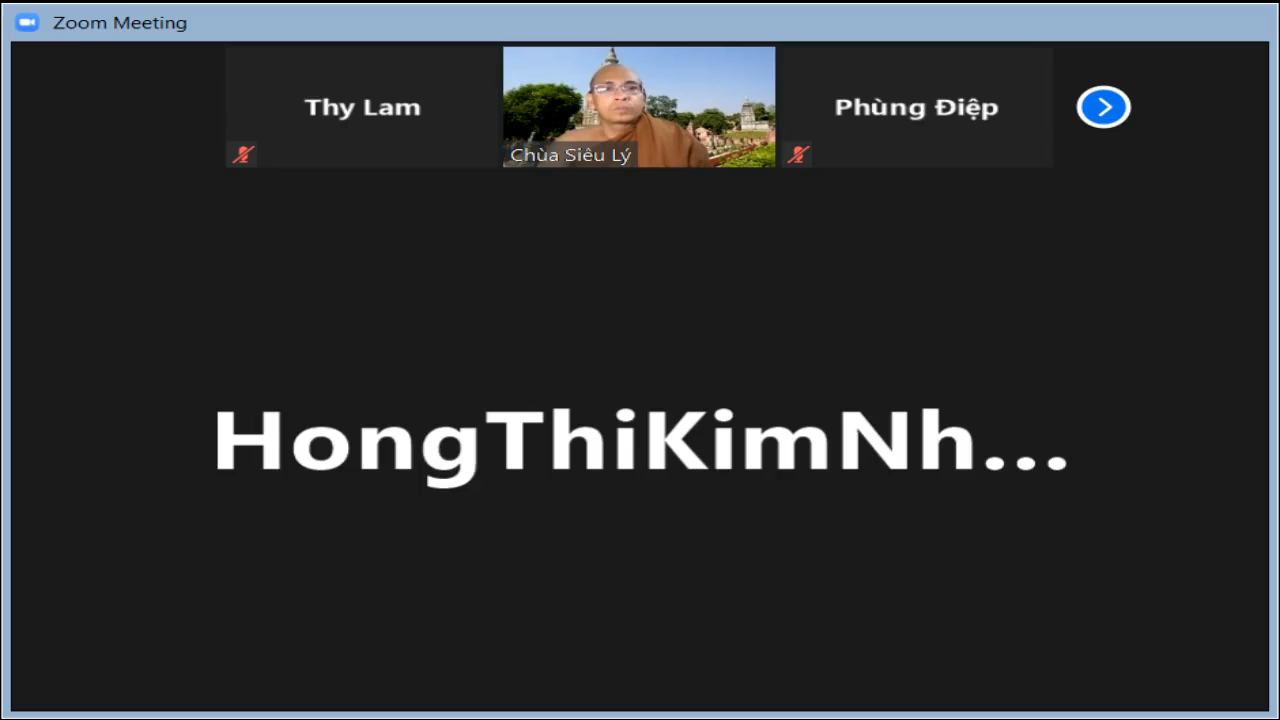 Zoom Meeting
Thy Lam
Chùa Siêu Lý
Phùng Điệp
HongThiKimNh...